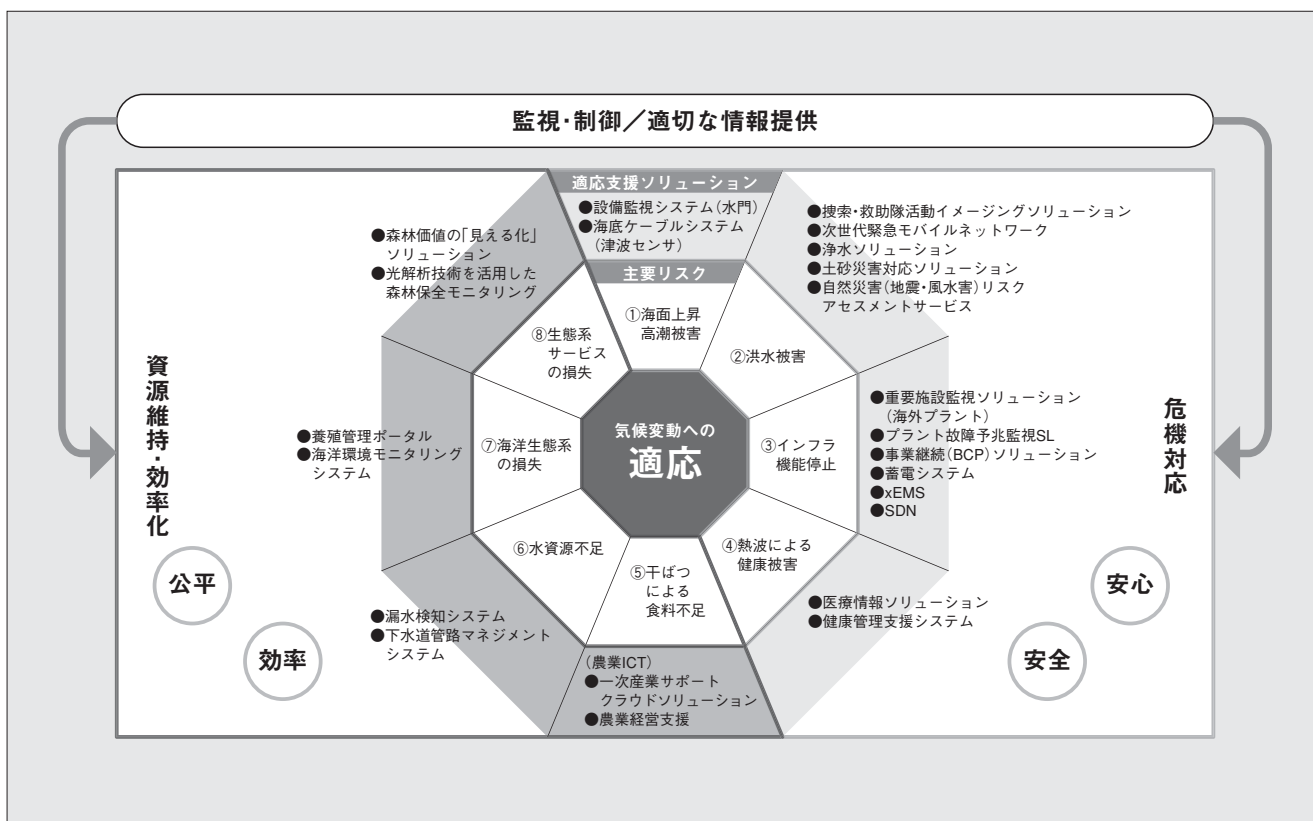 監視・制御／適切な情報提供
適応支援ソリューション
●設備監視システム（水門）
●海底ケーブルシステム
（津波センサ）
主要リスク
①海面上昇
高潮被害
●捜索・救助隊活動イメージングソリューション
●次世代緊急モバイルネットワーク
●浄水ソリューション
●土砂災害対応ソリューション
●自然災害（地震・風水害）リスク
アセスメントサービス
②洪水被害
●重要施設監視ソリューション
（海外プラント）
●プラント故障予兆監視SL
●事業継続（BCP）ソリューション
●蓄電システム
●xEMS
●SDN
③インフラ
機能停止
●医療情報ソリューション
●健康管理支援システム
④熱波による
健康被害
⑤干ばつ
による
食料不足
（農業ICT）
●一次産業サポート
クラウドソリューション
●農業経営支援
⑥水資源不足
●漏水検知システム
●下水道管路マネジメント
システム
⑦海洋生態系
の損失
●養殖管理ポータル
●海洋環境モニタリング
システム
⑧生態系
サービス
の損失
●森林価値の「見える化」
ソリューション
●光解析技術を活用した
森林保全モニタリング
気候変動への
適応
資源維持・効率化
公平
効率
危機対応
安心
安全